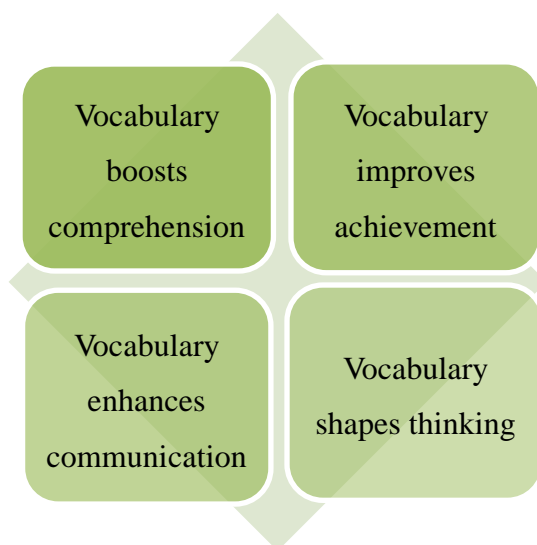 Vocabulary
boosts
comprehension
Vocabulary
improves
achievement
Vocabulary
enhances
communication
Vocabulary
shapes thinking